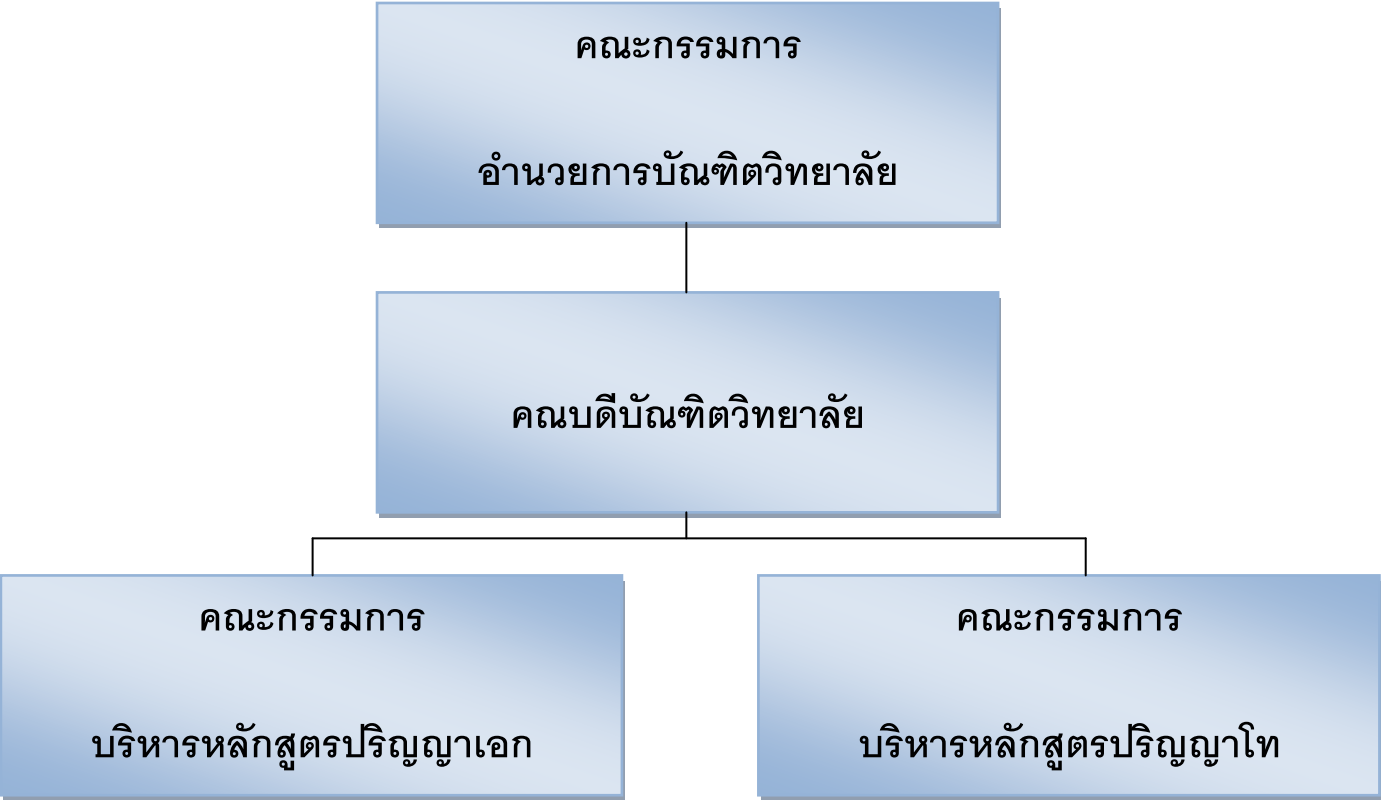 คณะกรรมการ
อำนวยการบัณฑิตวิทยาลัย
คณบดีบัณฑิตวิทยาลัย
คณะกรรมการ
บริหารหลักสูตรปริญญาเอก
คณะกรรมการ
บริหารหลักสูตรปริญญาโท